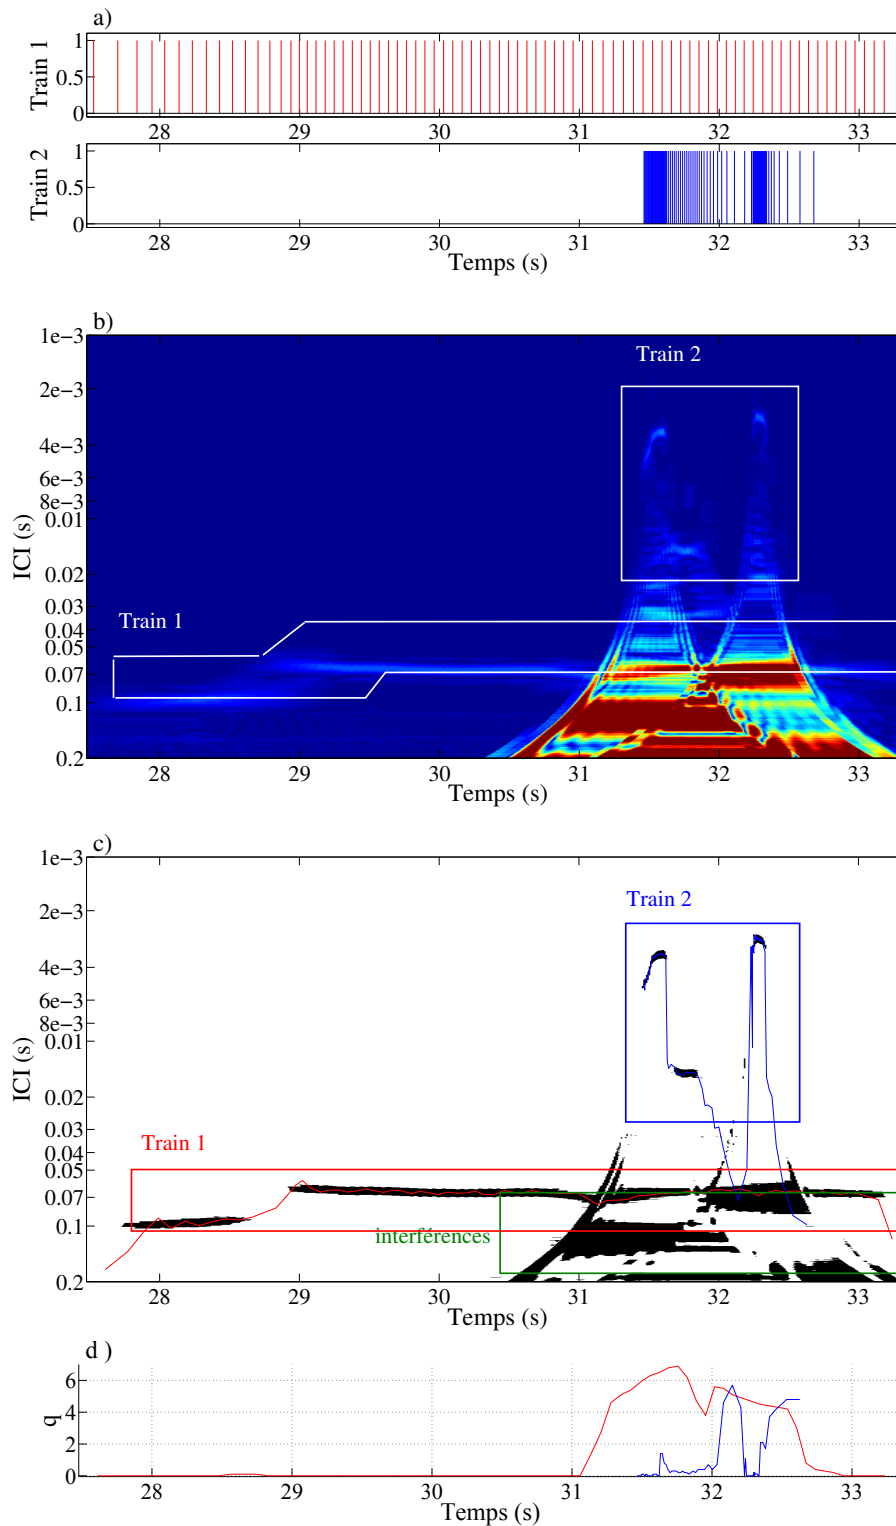 a)
Train 1
1
0.5
0
28 29 30 31 32 33
Train 2
1
0.5
0
28 29 30 31 32 33
Temps (s)
b)
ICI (s)
1e−3
2e−3
4e−3
6e−3
8e−3
0.01
0.02
0.03
0.04
0.05
0.07
0.1
0.2
Train 2
Train 1
28 29 30 31 32 33
Temps (s)
c)
ICI (s)
1e−3
2e−3
4e−3
6e−3
8e−3
0.01
0.02
0.03
0.04
0.05
0.07
0.1
0.2
Train 2
Train 1
interférences
28 29 30 31 32 33
Temps (s)
d )
q
6
4
2
0
28 29 30 31 32 33
Temps (s)